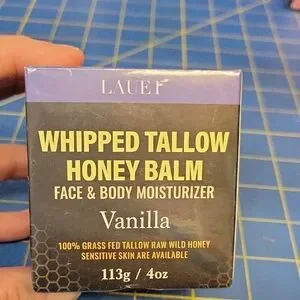 LAUER
WHIPPED TALLOW
HONEY BALM
FACE & BODY MOISTURIZER
Vanilla
100% GRASS FED TALLOW RAW WILD HONEY
SENSITIVE SKIN ARE AVAILABLE
113g / 4oz